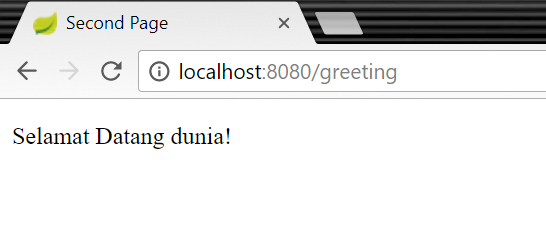 Second Page
localhost:8080/greeting
Selamat Datang dunia!